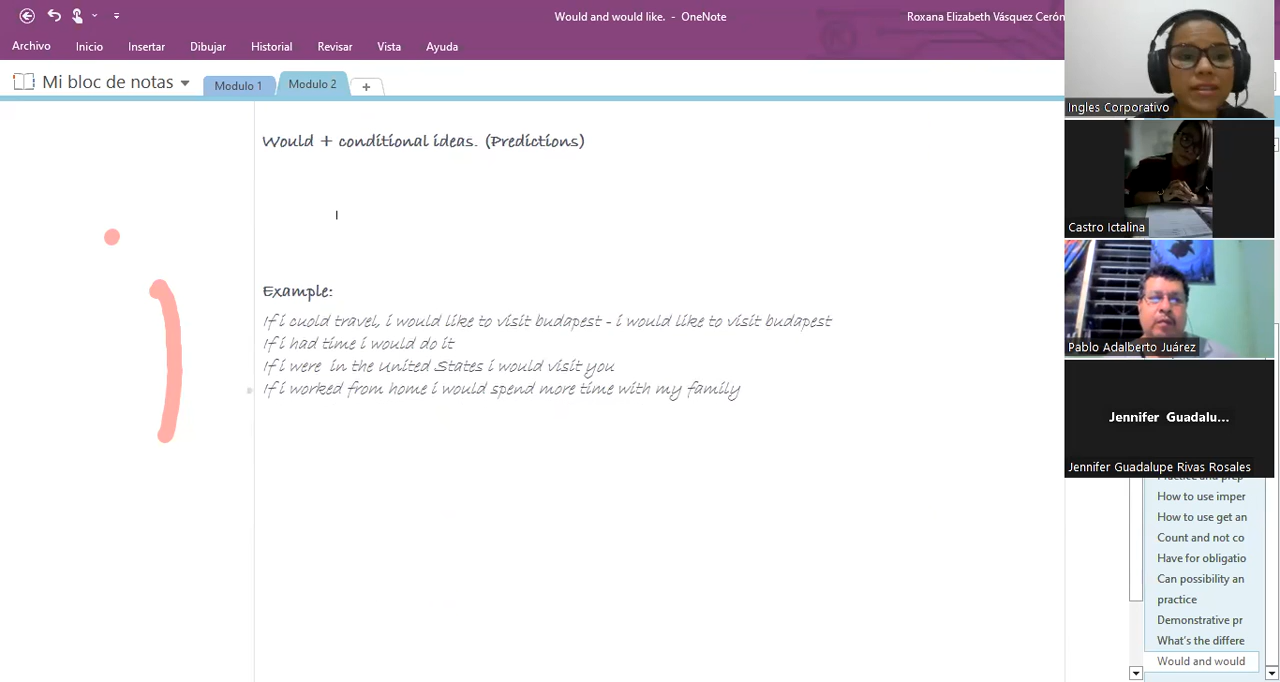 Would and would like. - OneNote
Roxana Elizabeth Vásquez Cerón
Archivo Inicio Insertar Dibujar Historial Revisar Vista Ayuda
Mi bloc de notas Modulo 1 Modulo 2 +
Would + conditional ideas. (Predictions)
Example:
If i cuold travel, i would like to visit budapest - i would like to visit budapest
If i had time i would do it
If i were in the United States i would visit you
If i worked from home i would spend more time with my family
Ingles Corporativo
Castro Ictalina
Pablo Adalberto Juárez
Jennifer Guadalu...
Jennifer Guadalupe Rivas Rosales
Practice and prep
How to use imper
How to use get an
Count and not co
Have for obligatio
Can possibility an
practice
Demonstrative pr
What's the differe
Would and would